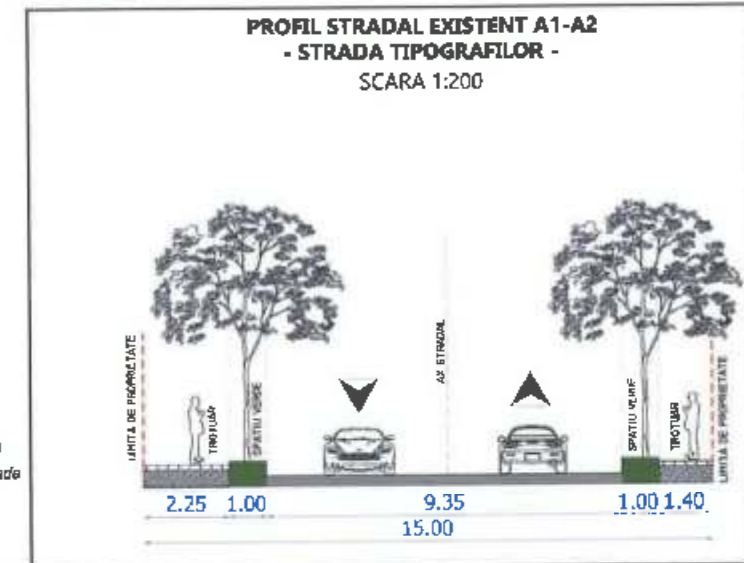 PROFIL STRADAL EXISTENT A1-A2
- STRADA TIPOGRAFILOR -
SCARA 1:200
LIMITA DE PROPRIETATE
TROTUAR
SPATIU VERDE
AX STRADAL
SPATIU VERDE
TROTUAR
LIMITA DE PROPRIETATE
2.25 1.00 9.35 1.00 1.40
15.00